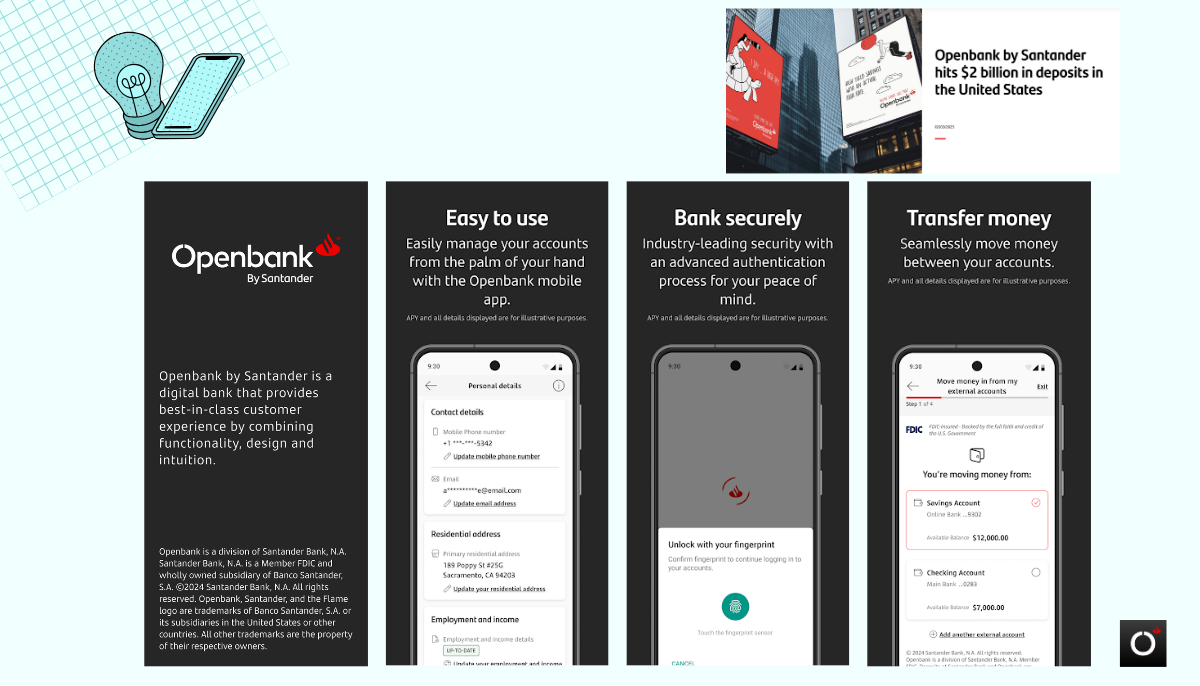 Openbank by Santander
hits $2 billion in deposits in
the United States
Openbank
By Santander
Openbank by Santander is a
digital bank that provides
best-in-class customer
experience by combining
functionality, design and
intuition.
Openbank is a division of Santander Bank, N.A.
Santander Bank, N.A. is a Member FDIC and
wholly owned subsidiary of Banco Santander,
S.A. ©2024 Santander Bank, N.A. All rights
reserved. Openbank, Santander, and the Flame
logo are trademarks of Banco Santander, S.A. or
its subsidiaries in the United States or other
countries. All other trademarks are the property
of their respective owners.
Easy to use
Easily manage your accounts
from the palm of your hand
with the Openbank mobile
app.
APY and all details displayed are for illustrative purposes.
9:30
Personal details
Contact details
Mobile Phone number
+1 ***-***-5342
Update mobile phone number
Email
a**********e@email.com
Update email address
Residential address
Primary residential address
189 Poppy St #25G
Sacramento, CA 94203
Update your residential address
Employment and income
Employment and income details
UP-TO-DATE
Update your employment and income
Bank securely
Industry-leading security with
an advanced authentication
process for your peace of
mind.
APY and all details displayed are for illustrative purposes.
9:30
Unlock with your fingerprint
Confirm fingerprint to continue logging in to
your accounts.
Touch the fingerprint sensor
CANCEL
Transfer money
Seamlessly move money
between your accounts.
APY and all details displayed are for illustrative purposes.
9:30
Move money in from my
external accounts
Exit
Step 1 of 4
FDIC
FDIC-Insured - Backed by the full faith and credit of
the U.S. Government
You're moving money from:
Savings Account
Online Bank ...9302
Available Balance $12,000.00
Checking Account
Main Bank ...0283
Available Balance $7,000.00
Add another external account
© 2024 Santander Bank, N.A. All rights reserved.
Openbank is a division of Santander Bank, N.A. Member